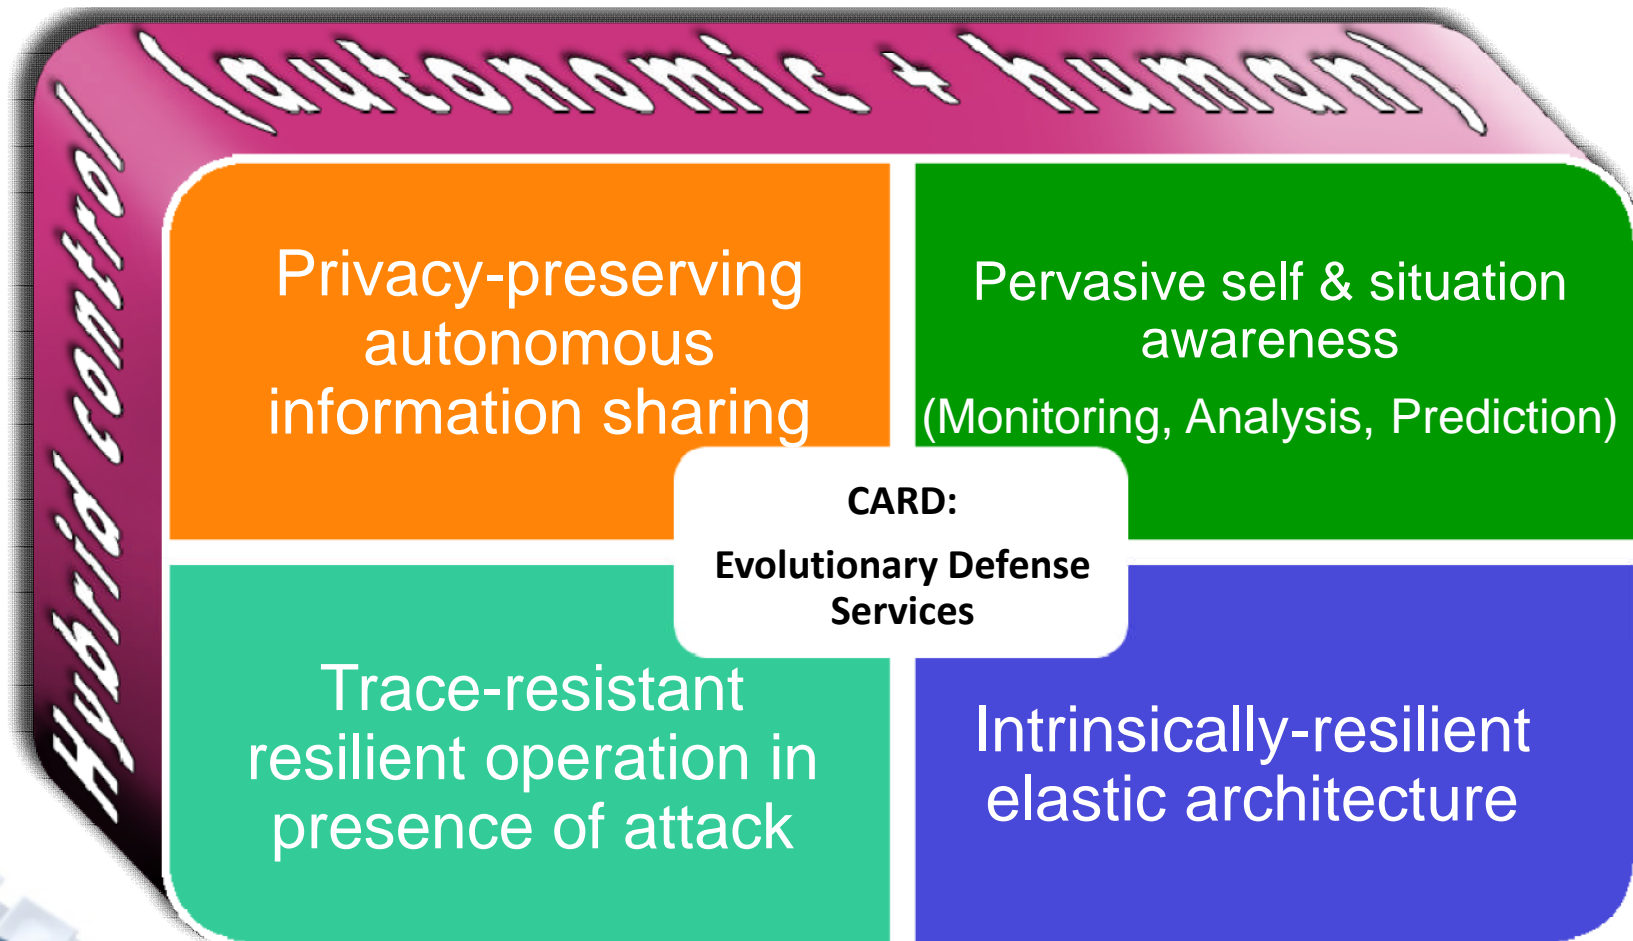 Hybrid control (autonomic + human)
Privacy-preserving
autonomous
information sharing
Pervasive self & situation
awareness
(Monitoring, Analysis, Prediction)
CARD:
Evolutionary Defense
Services
Trace-resistant
resilient operation in
presence of attack
Intrinsically-resilient
elastic architecture